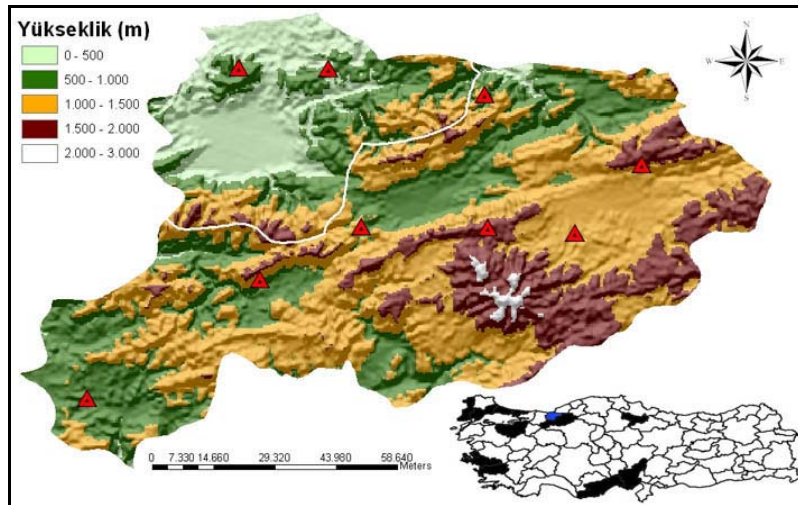 Yükseklik (m)
0 - 500
500 - 1.000
1.000 - 1.500
1.500 - 2.000
2.000 - 3.000
N
W
E
S
0 7.330 14.660 29.320 43.980 58.640
Meters